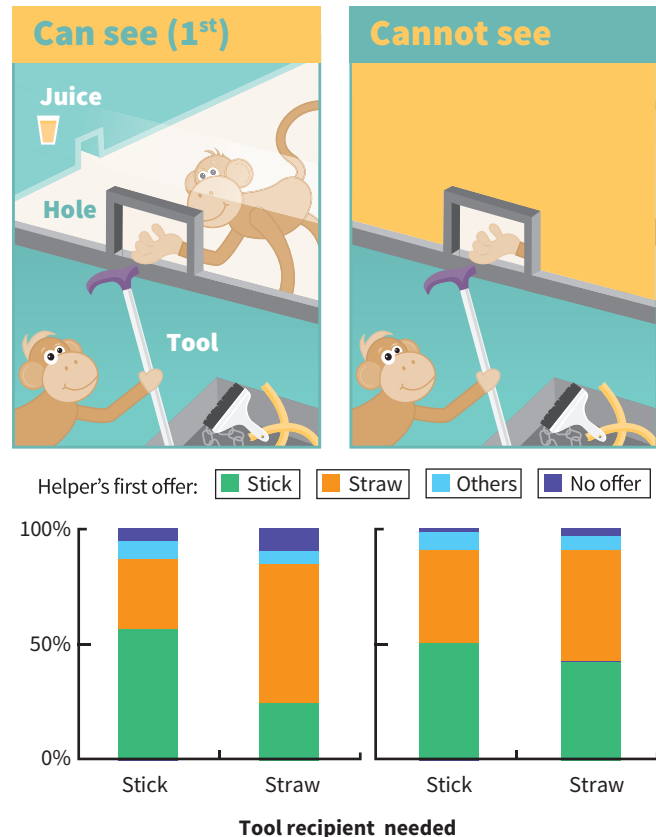 Can see (1st)
Cannot see
Juice
Hole
Tool
Helper's first offer: Stick Straw Others No offer
100%
50%
0%
Stick Straw Stick Straw
Tool recipient needed